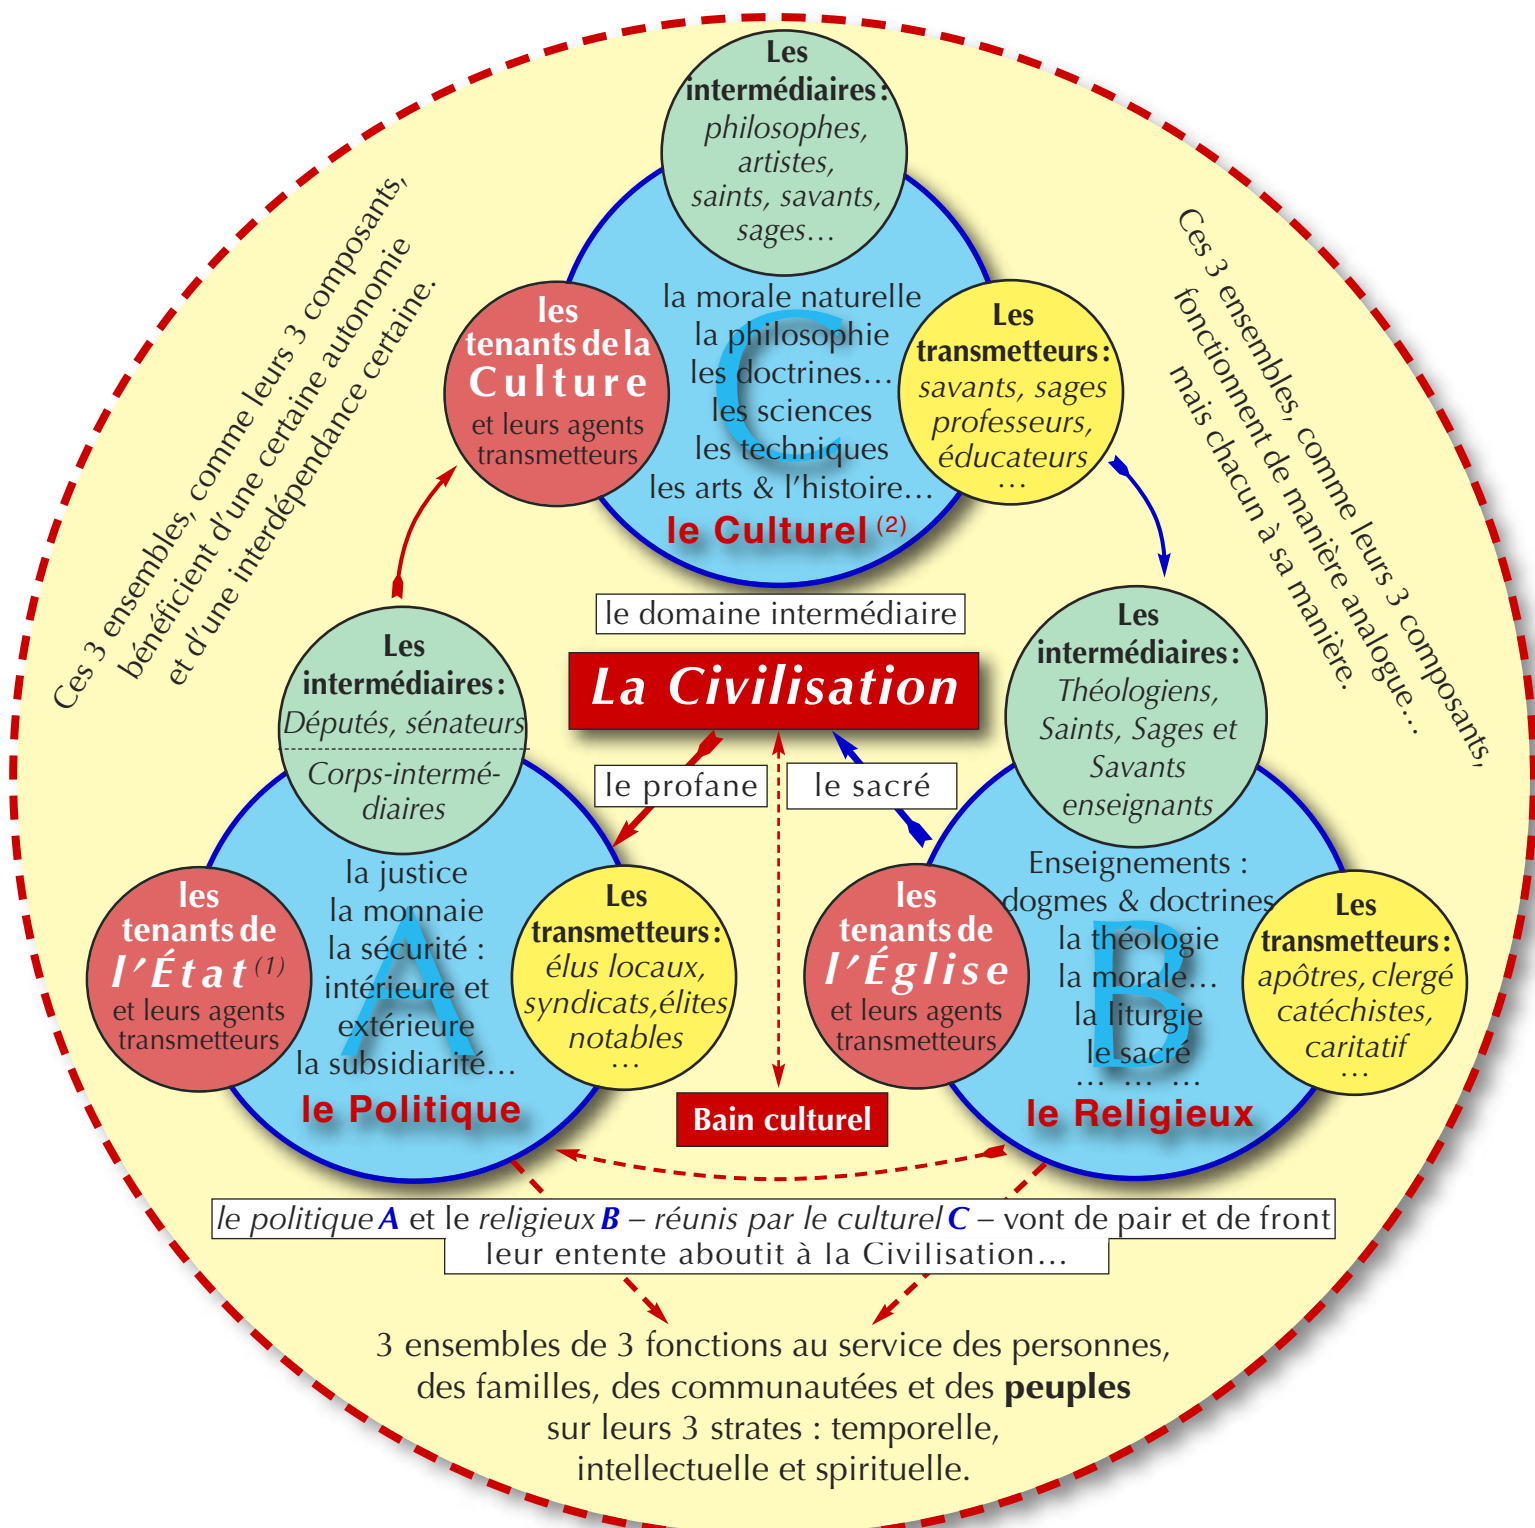 Les
intermédiaires :
philosophes,
artistes,
saints, savants,
sages…
les
tenants de la
Culture
et leurs agents
transmetteurs
la morale naturelle
la philosophie
les doctrines…
les sciences
les techniques
les arts & l'histoire…
C
le Culturel (2)
Les
transmetteurs :
savants, sages
professeurs,
éducateurs
…
Ces 3 ensembles, comme leurs 3 composants,
bénéficient d'une certaine autonomie
et d'une interdépendance certaine.
Ces 3 ensembles, comme leurs 3 composants,
fonctionnent de manière analogue…
mais chacun à sa manière.
le domaine intermédiaire
La Civilisation
le profane
le sacré
Les
intermédiaires :
Députés, sénateurs
Corps-intermé-
diaires
les
tenants de
l'État (1)
et leurs agents
transmetteurs
la justice
la monnaie
la sécurité :
intérieure et
extérieure
la subsidiarité…
A
le Politique
Les
transmetteurs :
élus locaux,
syndicats,élites
notables
…
Les
intermédiaires :
Théologiens,
Saints, Sages et
Savants
enseignants
les
tenants de
l'Église
et leurs agents
transmetteurs
Enseignements :
dogmes & doctrines
la théologie
la morale…
la liturgie
le sacré
… … …
B
le Religieux
Les
transmetteurs :
apôtres, clergé
catéchistes,
caritatif
…
Bain culturel
le politique A et le religieux B – réunis par le culturel C – vont de pair et de front
leur entente aboutit à la Civilisation…
3 ensembles de 3 fonctions au service des personnes,
des familles, des communautées et des peuples
sur leurs 3 strates : temporelle,
intellectuelle et spirituelle.